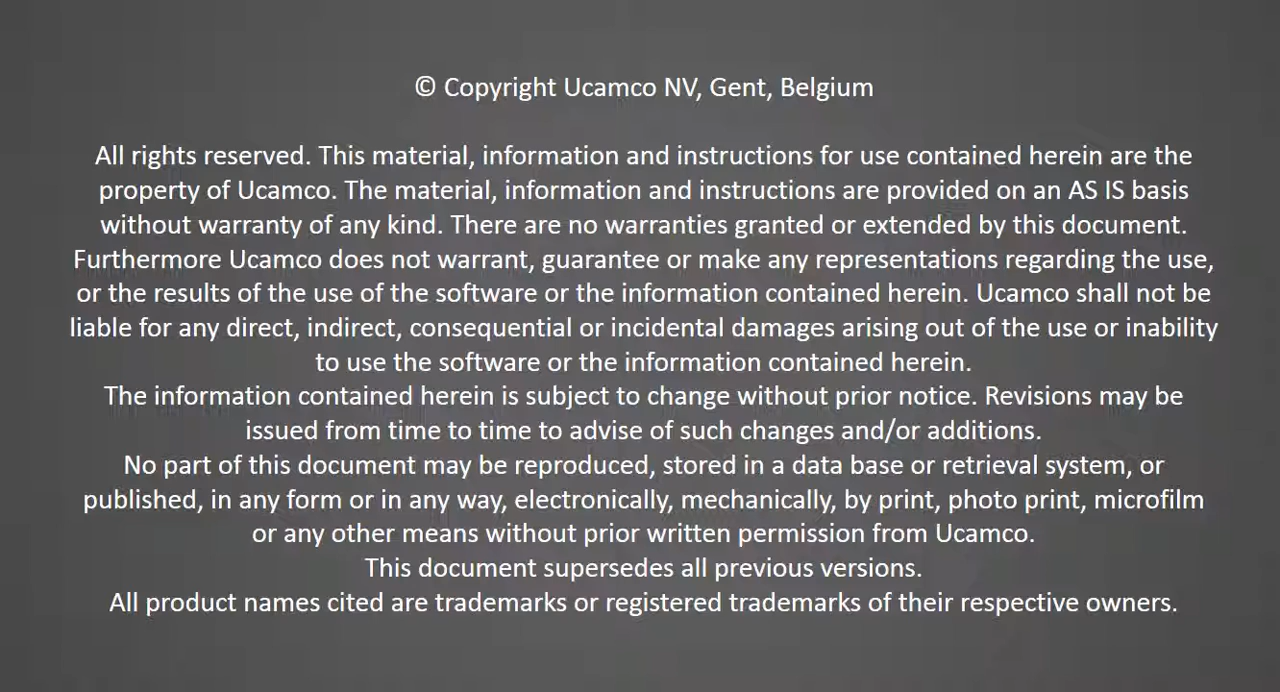 © Copyright Ucamco NV, Gent, Belgium
All rights reserved. This material, information and instructions for use contained herein are the
property of Ucamco. The material, information and instructions are provided on an AS IS basis
without warranty of any kind. There are no warranties granted or extended by this document.
Furthermore Ucamco does not warrant, guarantee or make any representations regarding the use,
or the results of the use of the software or the information contained herein. Ucamco shall not be
liable for any direct, indirect, consequential or incidental damages arising out of the use or inability
to use the software or the information contained herein.
The information contained herein is subject to change without prior notice. Revisions may be
issued from time to time to advise of such changes and/or additions.
No part of this document may be reproduced, stored in a data base or retrieval system, or
published, in any form or in any way, electronically, mechanically, by print, photo print, microfilm
or any other means without prior written permission from Ucamco.
This document supersedes all previous versions.
All product names cited are trademarks or registered trademarks of their respective owners.